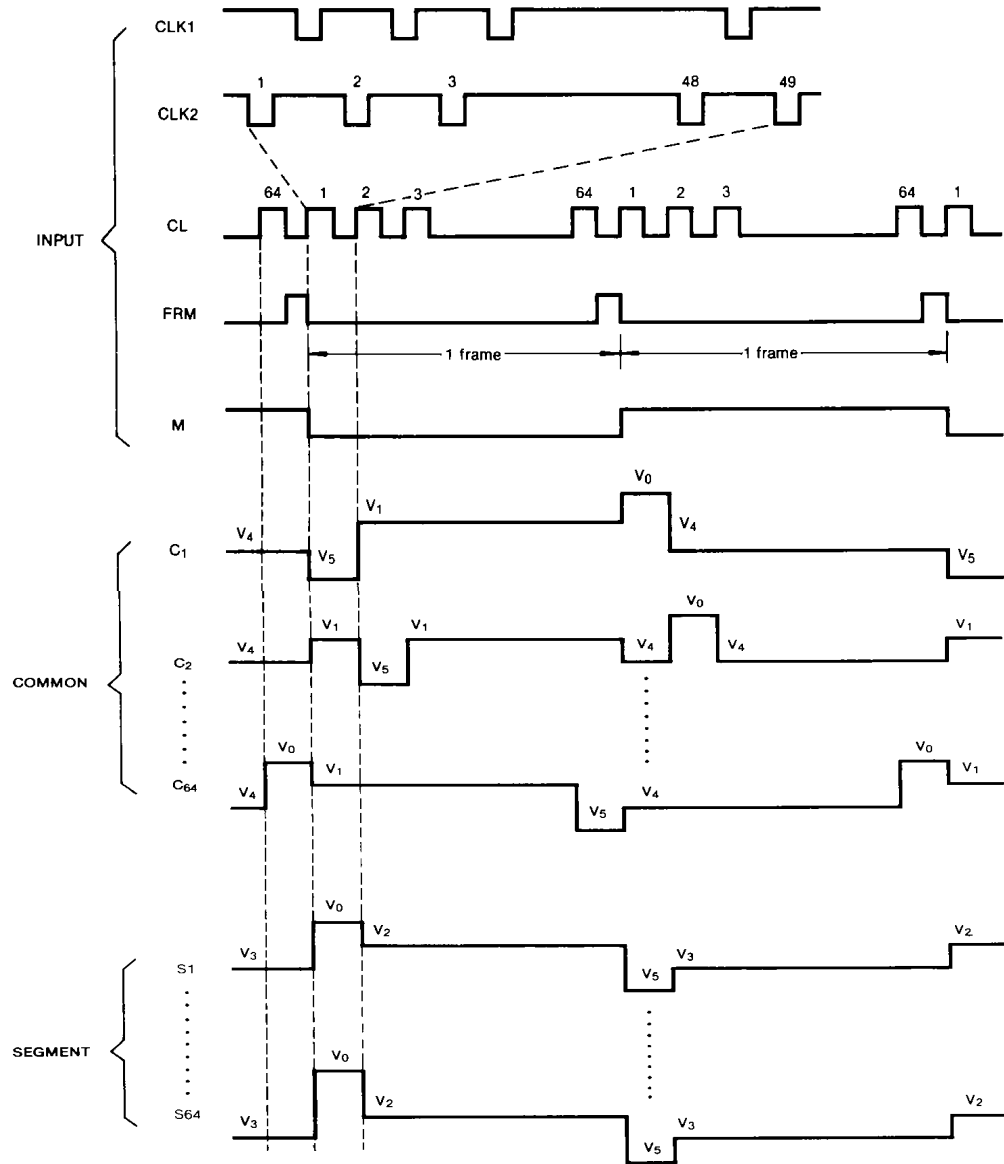 CLK1
1 2 3 48 49
CLK2
64 1 2 3 64 1 2 3 64 1
CL
INPUT
FRM
1 frame 1 frame
M
V0
V1
V4 V4
C1 V5 V5
V0
V1 V1 V1
V4 V4 V4
C2 V5
COMMON
V0 V0
V1 V1
C64
V4 V5 V4
V0
V2 V2
V3 V3
S1 V5
SEGMENT
V0
V2 V2
S64
V3 V3
V5